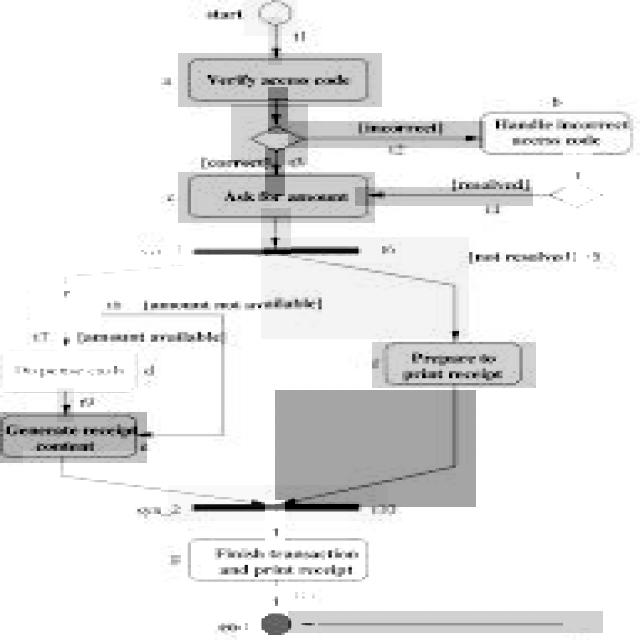 start
t1
a
Verify access code
b
Handle incorrect
access code
[incorrect]
t2
[correct] t3
c
Ask for amount
[resolved]
t4
[not resolved]
[amount not available]
t7 [amount available]
Dispense cash d
t9
Prepare to
print receipt
Generate receipt
content
syn_2
t10
Finish transaction
and print receipt